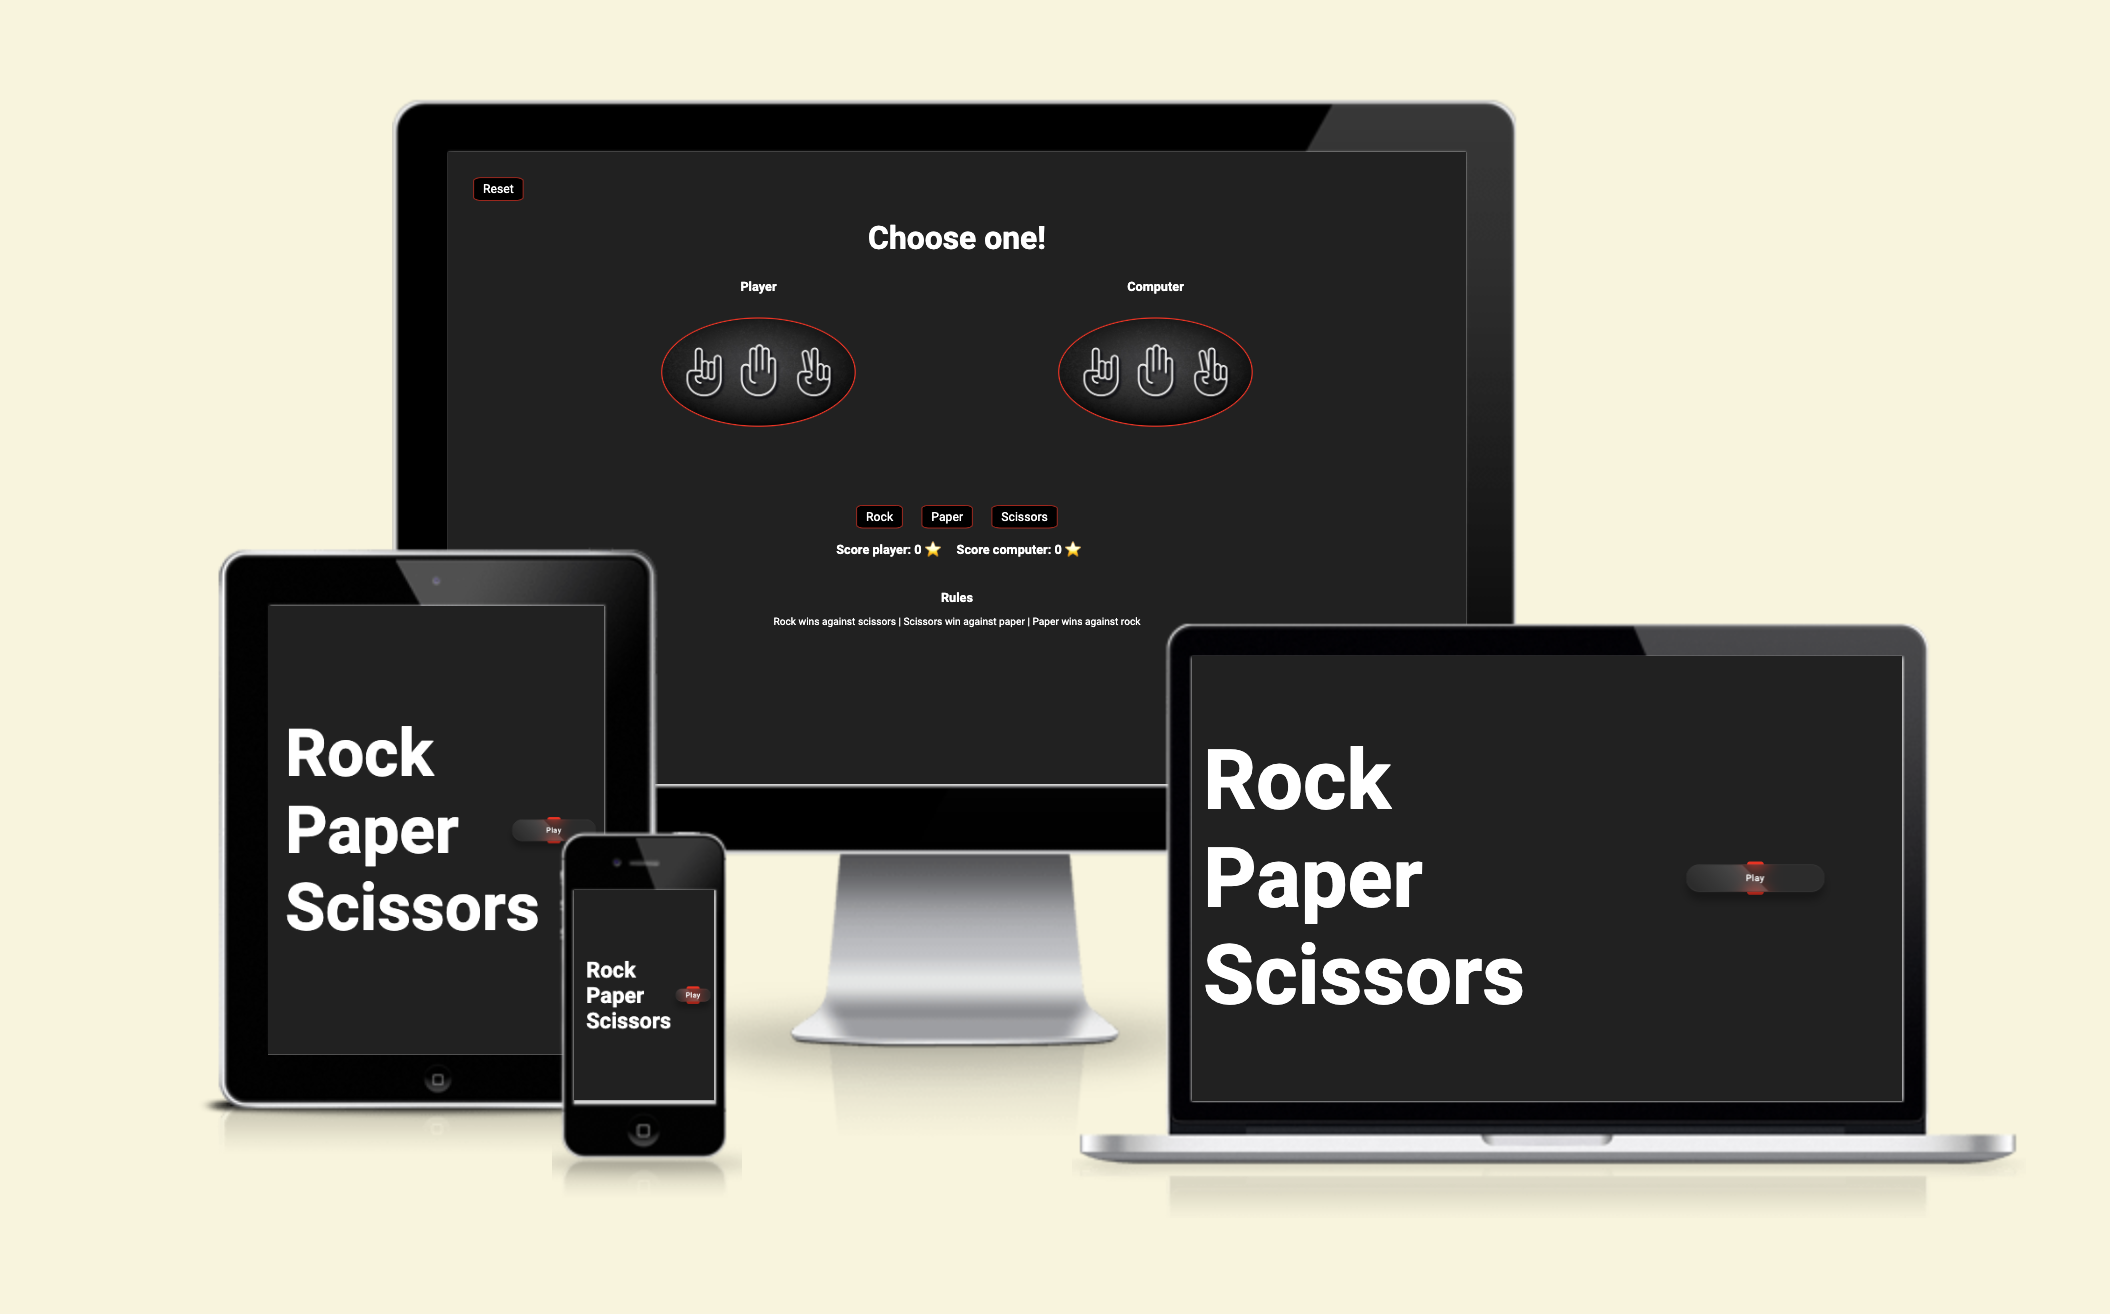 Reset
Choose one!
Player
Computer
Rock
Paper
Scissors
Score player: 0 ⭐
Score computer: 0 ⭐
Rules
Rock wins against scissors | Scissors win against paper | Paper wins against rock
Rock
Paper
Scissors
Play
Rock
Paper
Scissors
Play
Rock
Paper
Scissors
Play